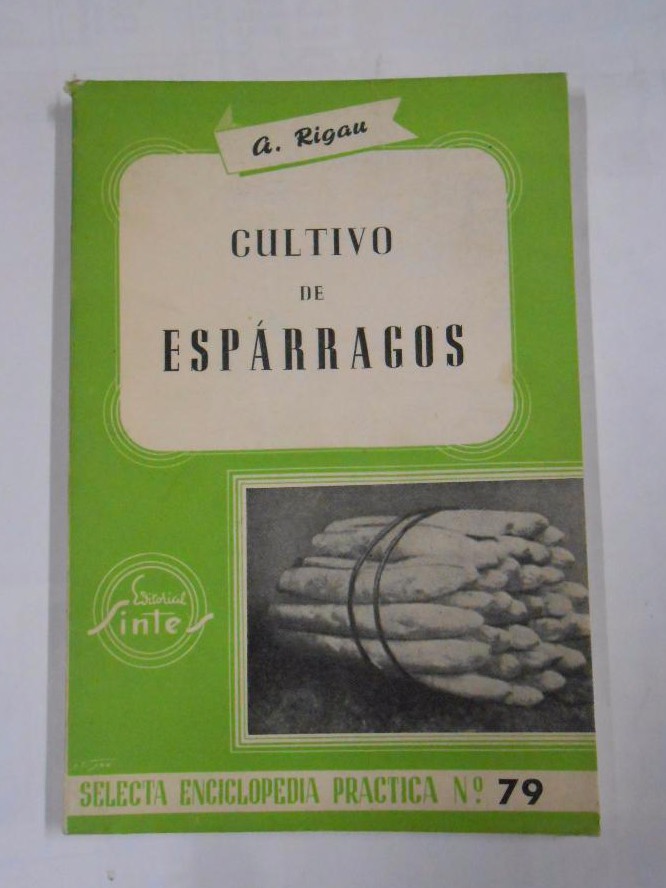 A. Rigau
CULTIVO
DE
ESPÁRRAGOS
Editorial
Sintes
SELECTA ENCICLOPEDIA PRACTICA Nº 79